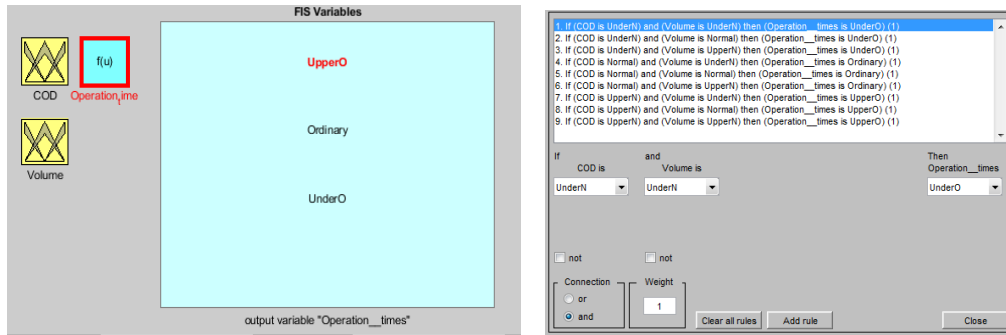 FIS Variables
f(u)
COD
Operation_time
Volume
UpperO
Ordinary
UnderO
output variable "Operation__times"
1. If (COD is UnderN) and (Volume is UnderN) then (Operation__times is UnderO) (1)
2. If (COD is UnderN) and (Volume is Normal) then (Operation__times is UnderO) (1)
3. If (COD is UnderN) and (Volume is UpperN) then (Operation__times is UnderO) (1)
4. If (COD is Normal) and (Volume is UnderN) then (Operation__times is Ordinary) (1)
5. If (COD is Normal) and (Volume is Normal) then (Operation__times is Ordinary) (1)
6. If (COD is Normal) and (Volume is UpperN) then (Operation__times is Ordinary) (1)
7. If (COD is UpperN) and (Volume is UnderN) then (Operation__times is UpperO) (1)
8. If (COD is UpperN) and (Volume is Normal) then (Operation__times is UpperO) (1)
9. If (COD is UpperN) and (Volume is UpperN) then (Operation__times is UpperO) (1)
If and Then
COD is Volume is Operation__times
UnderN UnderN UnderO
not not
Connection Weight
or
and
1
Clear all rules Add rule Close